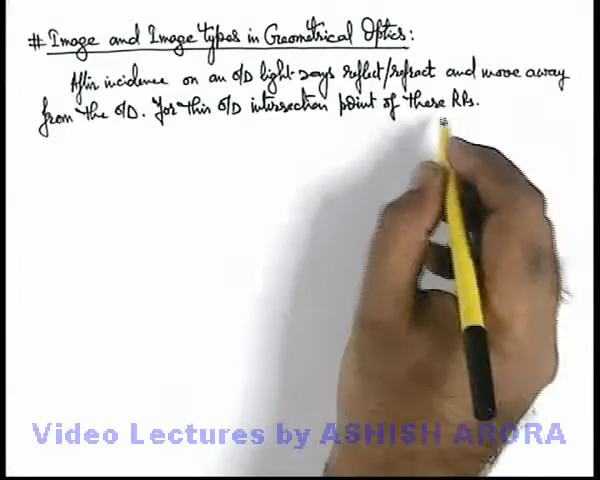 # Image and Image types in Geometrical Optics:
After incidence on an O/D light rays reflect/refract and move away
from the O/D. For this O/D intersection point of these RRs.
Video Lectures by ASHISH ARORA